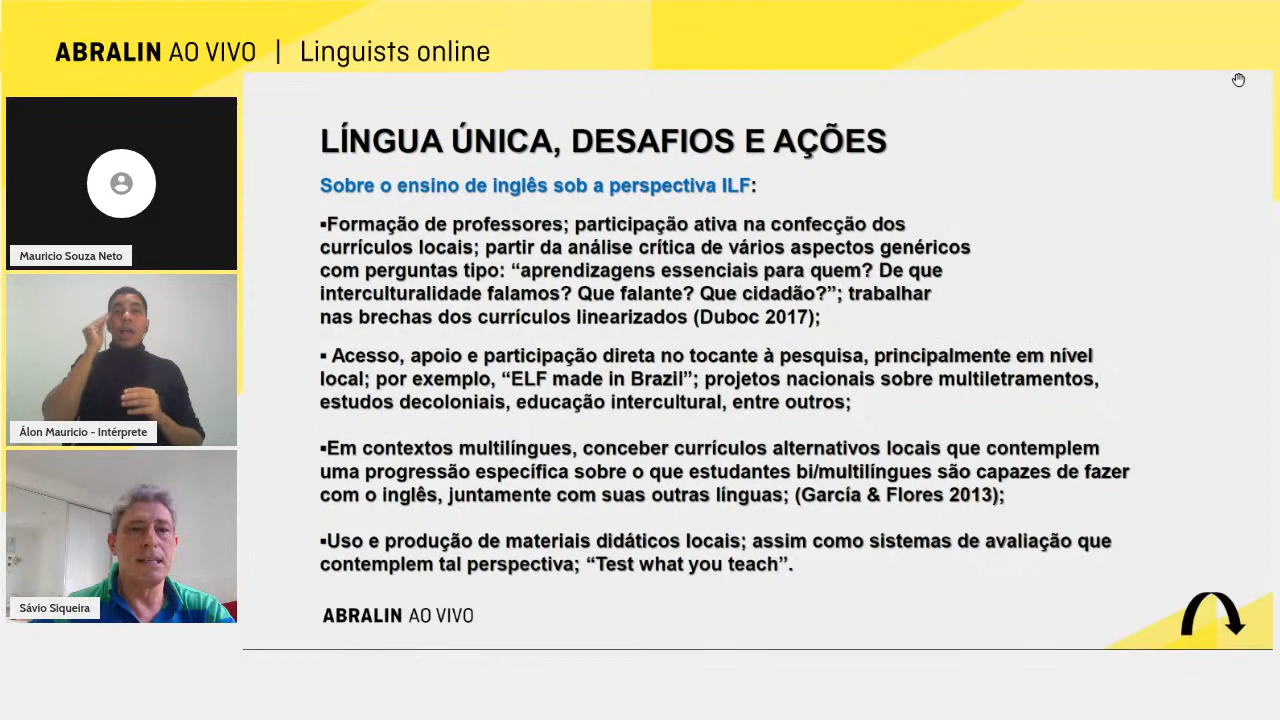 ABRALIN AO VIVO | Linguists online
Mauricio Souza Neto
Álon Mauricio - Intérprete
Sávio Siqueira
LÍNGUA ÚNICA, DESAFIOS E AÇÕES
Sobre o ensino de inglês sob a perspectiva ILF:
▪Formação de professores; participação ativa na confecção dos
currículos locais; partir da análise crítica de vários aspectos genéricos
com perguntas tipo: “aprendizagens essenciais para quem? De que
interculturalidade falamos? Que falante? Que cidadão?”; trabalhar
nas brechas dos currículos linearizados (Duboc 2017);
▪ Acesso, apoio e participação direta no tocante à pesquisa, principalmente em nível
local; por exemplo, “ELF made in Brazil”; projetos nacionais sobre multiletramentos,
estudos decoloniais, educação intercultural, entre outros;
▪Em contextos multilíngues, conceber currículos alternativos locais que contemplem
uma progressão específica sobre o que estudantes bi/multilíngues são capazes de fazer
com o inglês, juntamente com suas outras línguas; (García & Flores 2013);
▪Uso e produção de materiais didáticos locais; assim como sistemas de avaliação que
contemplem tal perspectiva; “Test what you teach”.
ABRALIN AO VIVO